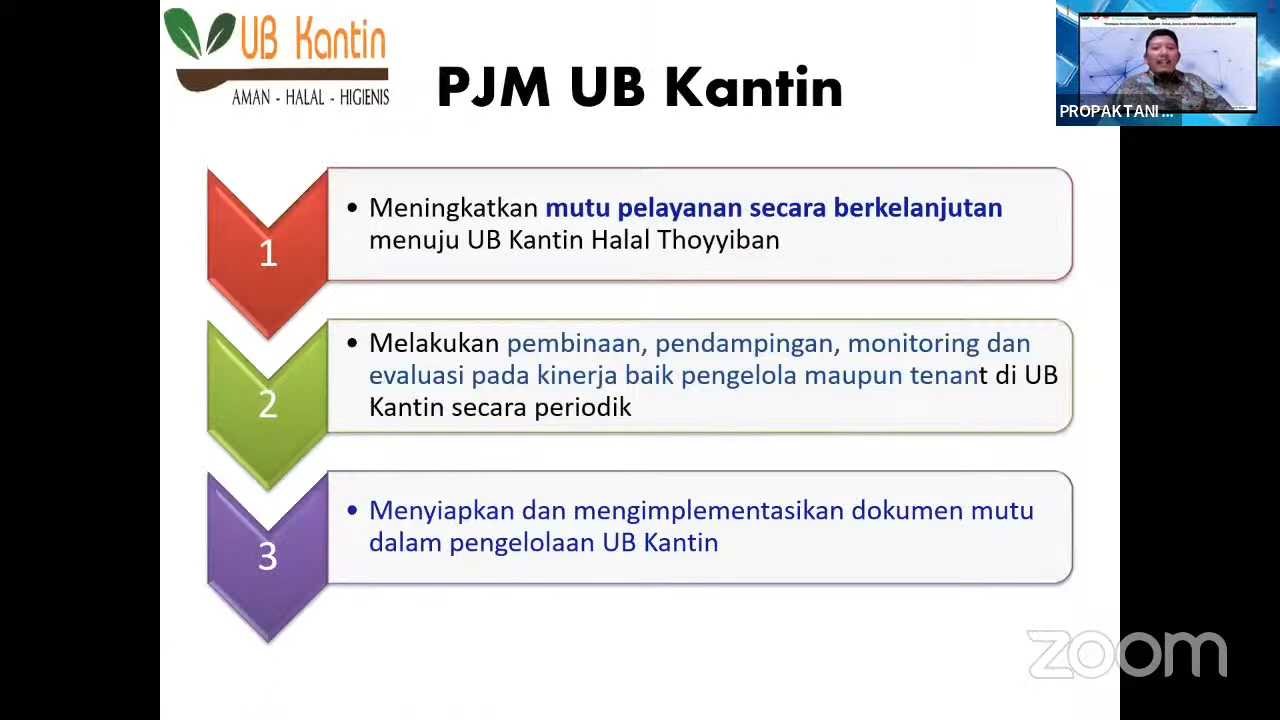 UB Kantin
AMAN - HALAL - HIGIENIS
PJM UB Kantin
PROPAKTANI ...
1
• Meningkatkan mutu pelayanan secara berkelanjutan
menuju UB Kantin Halal Thoyyiban
2
• Melakukan pembinaan, pendampingan, monitoring dan
evaluasi pada kinerja baik pengelola maupun tenant di UB
Kantin secara periodik
3
• Menyiapkan dan mengimplementasikan dokumen mutu
dalam pengelolaan UB Kantin
zoom